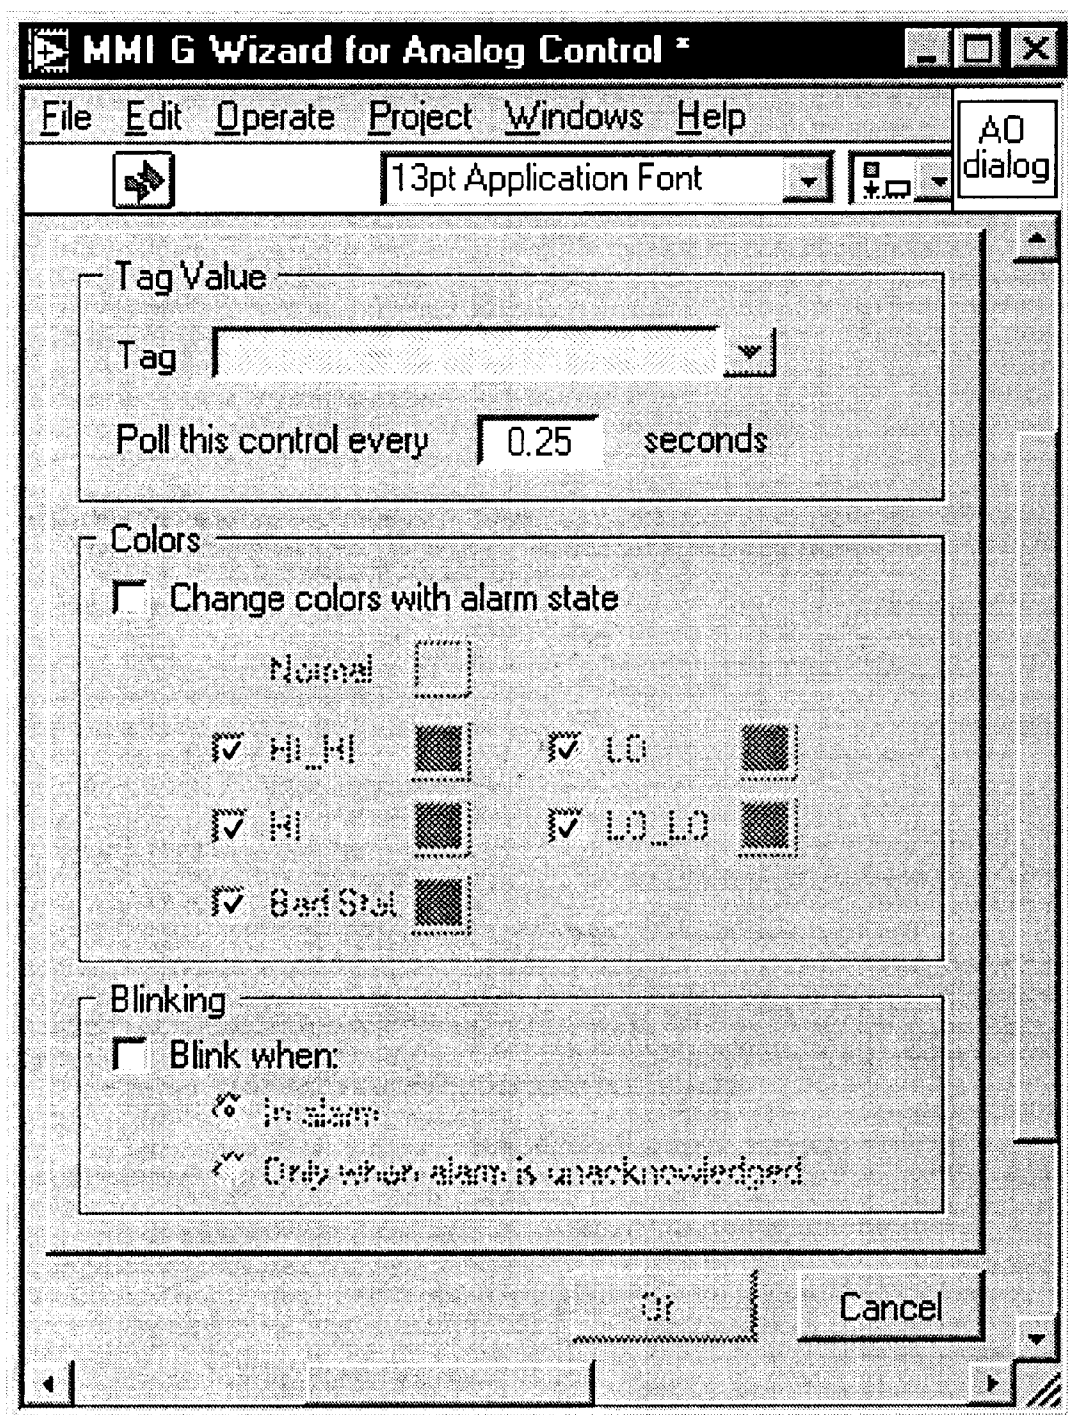 MMI G Wizard for Analog Control *
File Edit Operate Project Windows Help
AO
dialog
13pt Application Font
Tag Value
Tag
Poll this control every 0.25 seconds
Colors
Change colors with alarm state
Normal
HI_HI LO
HI LO_LO
Bad Stat
Blinking
Blink when:
In alarm
Only when alarm is unacknowledged
Cancel